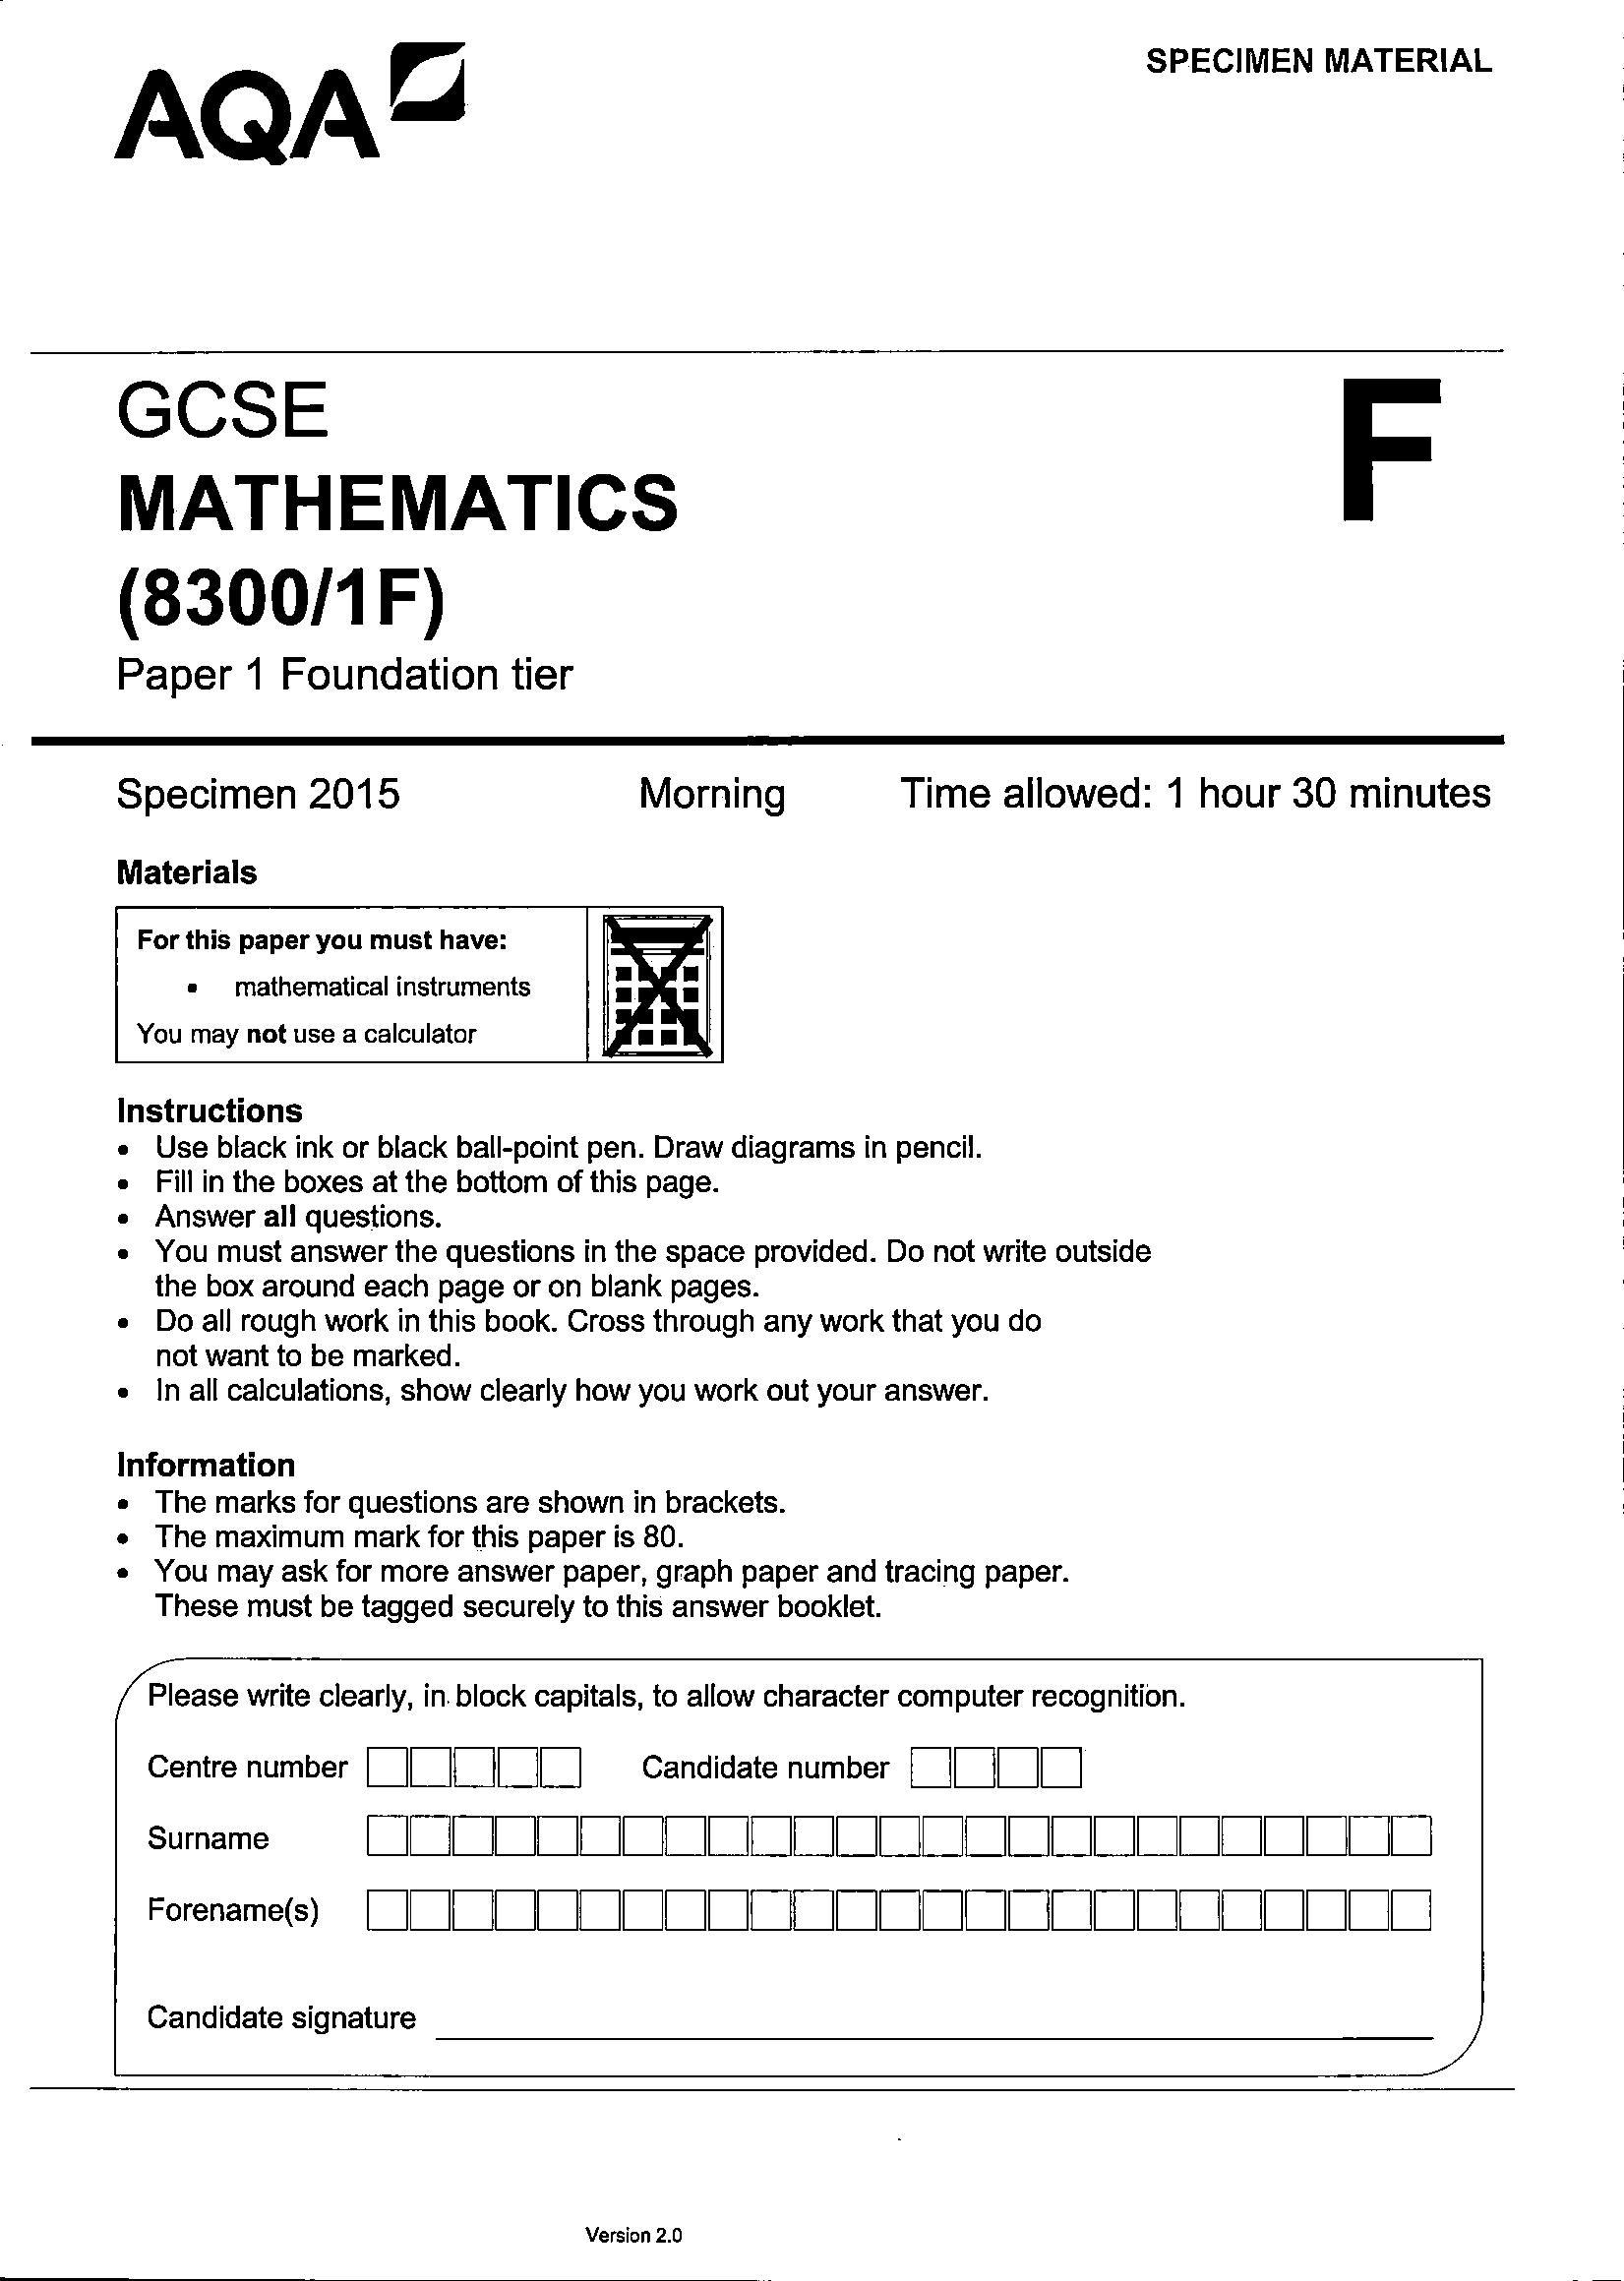 AQA
SPECIMEN MATERIAL
GCSE
MATHEMATICS
(8300/1F)
Paper 1 Foundation tier
F
Specimen 2015 Morning Time allowed: 1 hour 30 minutes
Materials
For this paper you must have:
• mathematical instruments
You may not use a calculator
Instructions
• Use black ink or black ball-point pen. Draw diagrams in pencil.
• Fill in the boxes at the bottom of this page.
• Answer all questions.
• You must answer the questions in the space provided. Do not write outside
the box around each page or on blank pages.
• Do all rough work in this book. Cross through any work that you do
not want to be marked.
• In all calculations, show clearly how you work out your answer.
Information
• The marks for questions are shown in brackets.
• The maximum mark for this paper is 80.
• You may ask for more answer paper, graph paper and tracing paper.
These must be tagged securely to this answer booklet.
Please write clearly, in block capitals, to allow character computer recognition.
Centre number Candidate number
Surname
Forename(s)
Candidate signature
Version 2.0